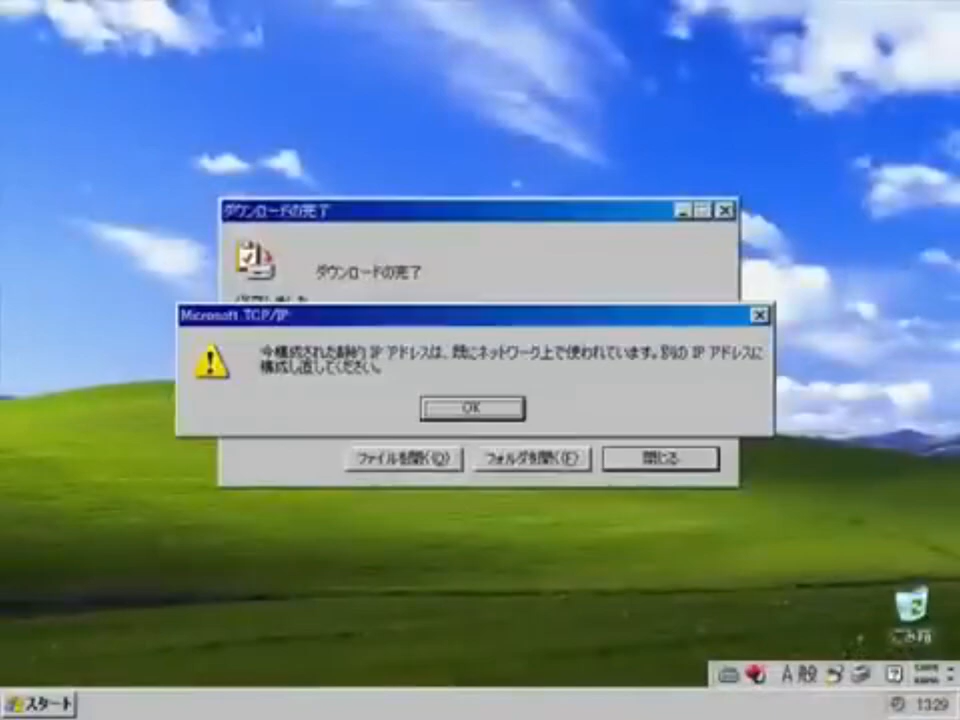 ダウンロードの完了
ダウンロードの完了
Microsoft TCP/IP
今構成された静的 IP アドレスは、既にネットワーク上で使われています。別の IP アドレスに
構成し直してください。
OK
ファイルを開く(O)
フォルダを開く(F)
閉じる
ごみ箱
A 般
CAPS
KANA
スタート
13:29